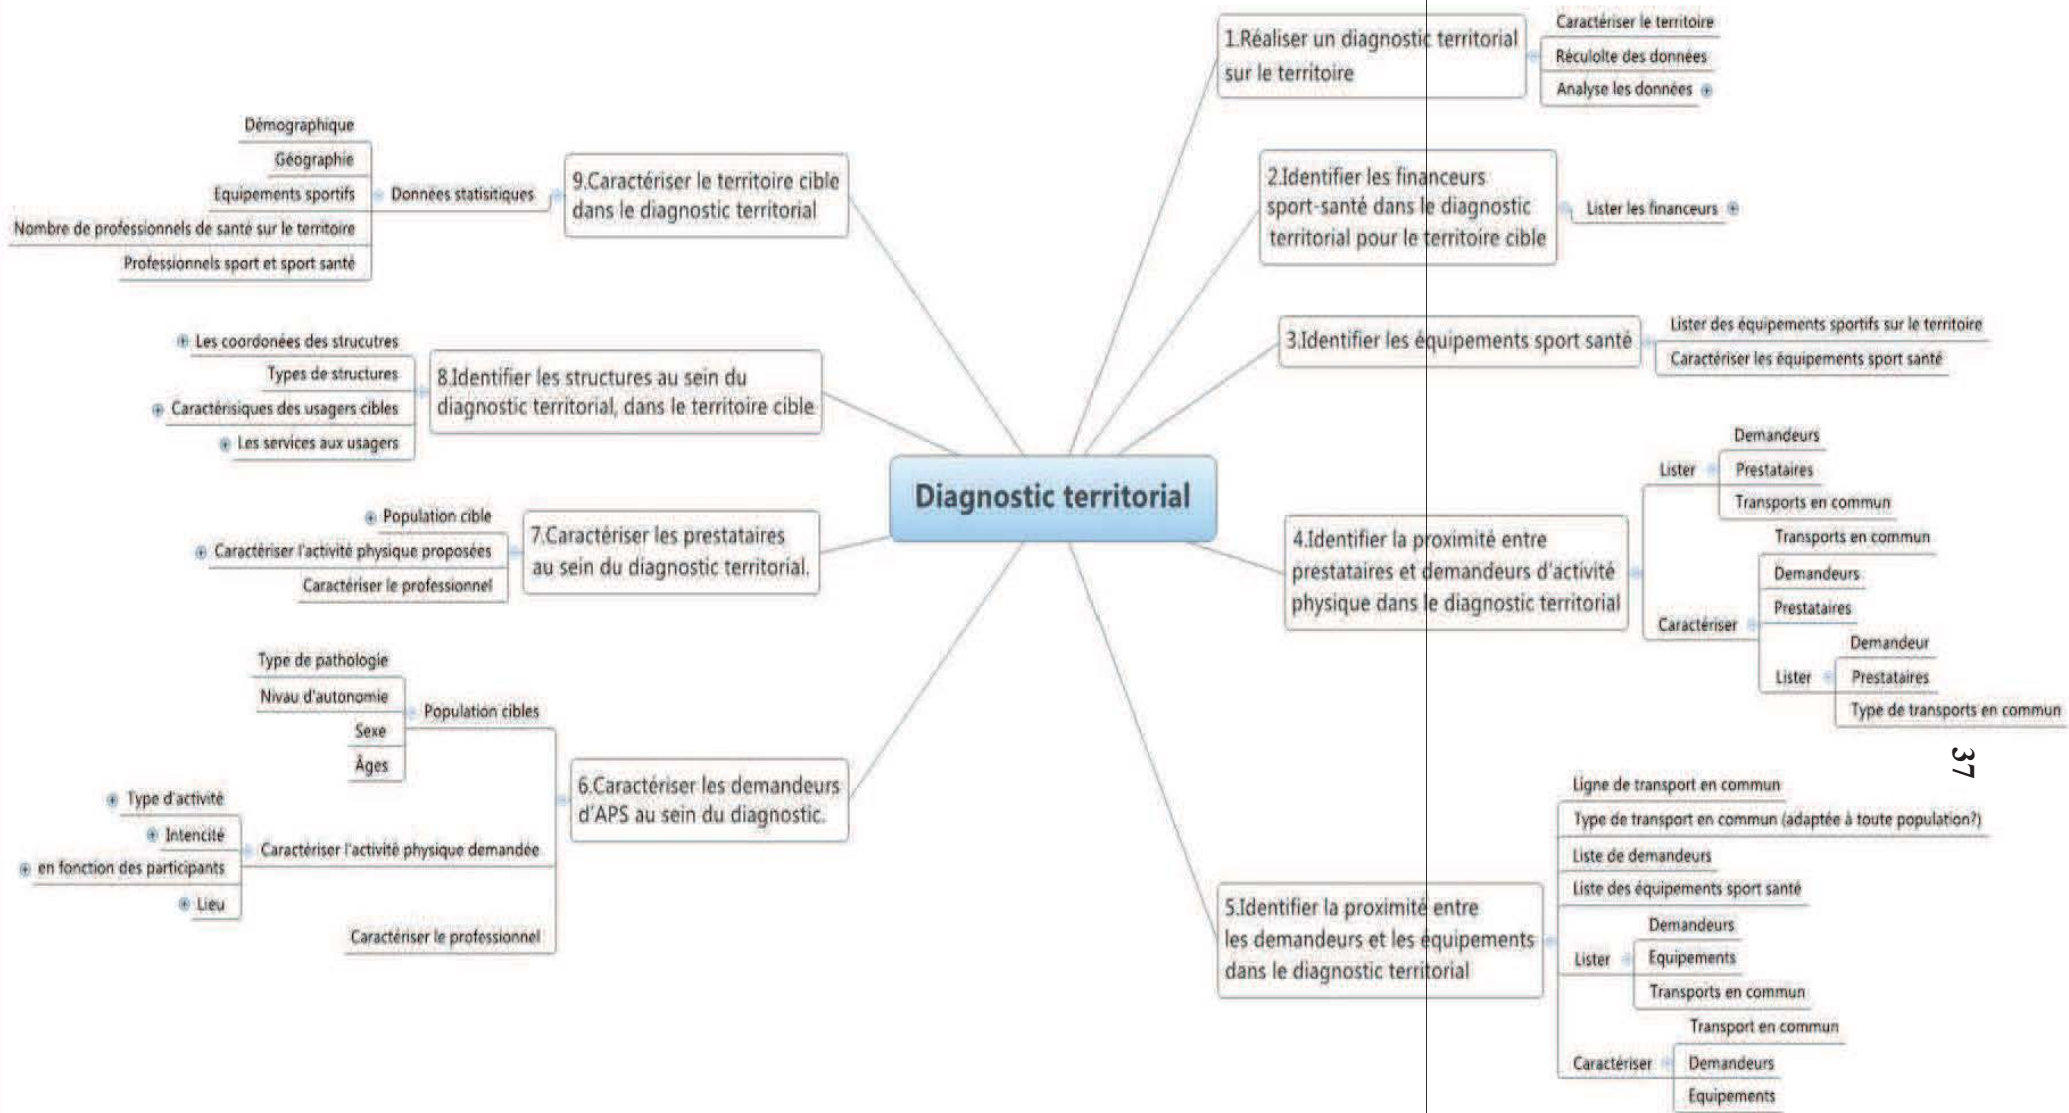 Diagnostic territorial
1.Réaliser un diagnostic territorial
sur le territoire
Caractériser le territoire
Réculolte des données
Analyse les données
2.Identifier les financeurs
sport-santé dans le diagnostic
territorial pour le territoire cible
Lister les financeurs
3.Identifier les équipements sport santé
Lister des équipements sportifs sur le territoire
Caractériser les équipements sport santé
4.Identifier la proximité entre
prestataires et demandeurs d'activité
physique dans le diagnostic territorial
Lister
Demandeurs
Prestataires
Transports en commun
Caractériser
Transports en commun
Demandeurs
Prestataires
Lister
Demandeur
Prestataires
Type de transports en commun
37
5.Identifier la proximité entre
les demandeurs et les équipements
dans le diagnostic territorial
Ligne de transport en commun
Type de transport en commun (adaptée à toute population?)
Liste de demandeurs
Liste des équipements sport santé
Lister
Demandeurs
Equipements
Transports en commun
Caractériser
Transport en commun
Demandeurs
Equipements
6.Caractériser les demandeurs
d'APS au sein du diagnostic.
Population cibles
Type de pathologie
Nivau d'autonomie
Sexe
Âges
Caractériser l'activité physique demandée
Type d'activité
Intencité
en fonction des participants
Lieu
Caractériser le professionnel
7.Caractériser les prestataires
au sein du diagnostic territorial.
Population cible
Caractériser l'activité physique proposées
Caractériser le professionnel
8.Identifier les structures au sein du
diagnostic territorial, dans le territoire cible
Les coordonées des strucutres
Types de structures
Caractérisiques des usagers cibles
Les services aux usagers
9.Caractériser le territoire cible
dans le diagnostic territorial
Données statisitiques
Démographique
Géographie
Equipements sportifs
Nombre de professionnels de santé sur le territoire
Professionnels sport et sport santé